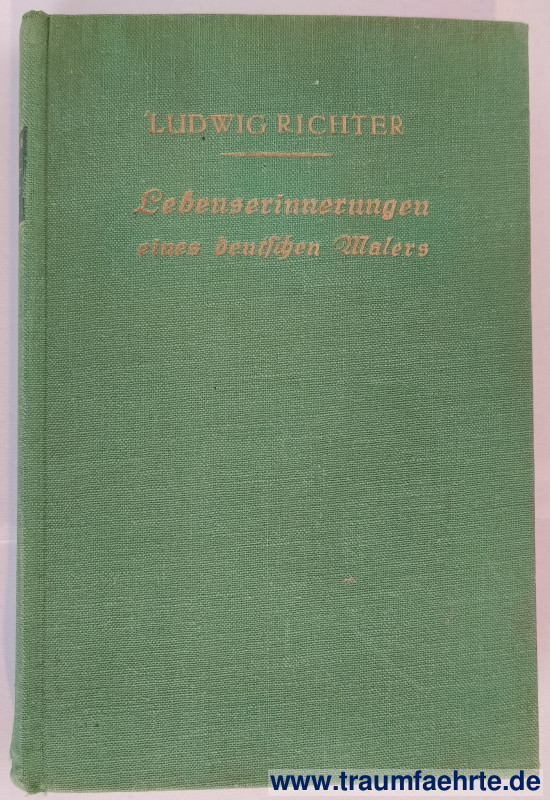 LUDWIG RICHTER
Lebenserinnerungen
eines deutschen Malers
www.traumfaehrte.de